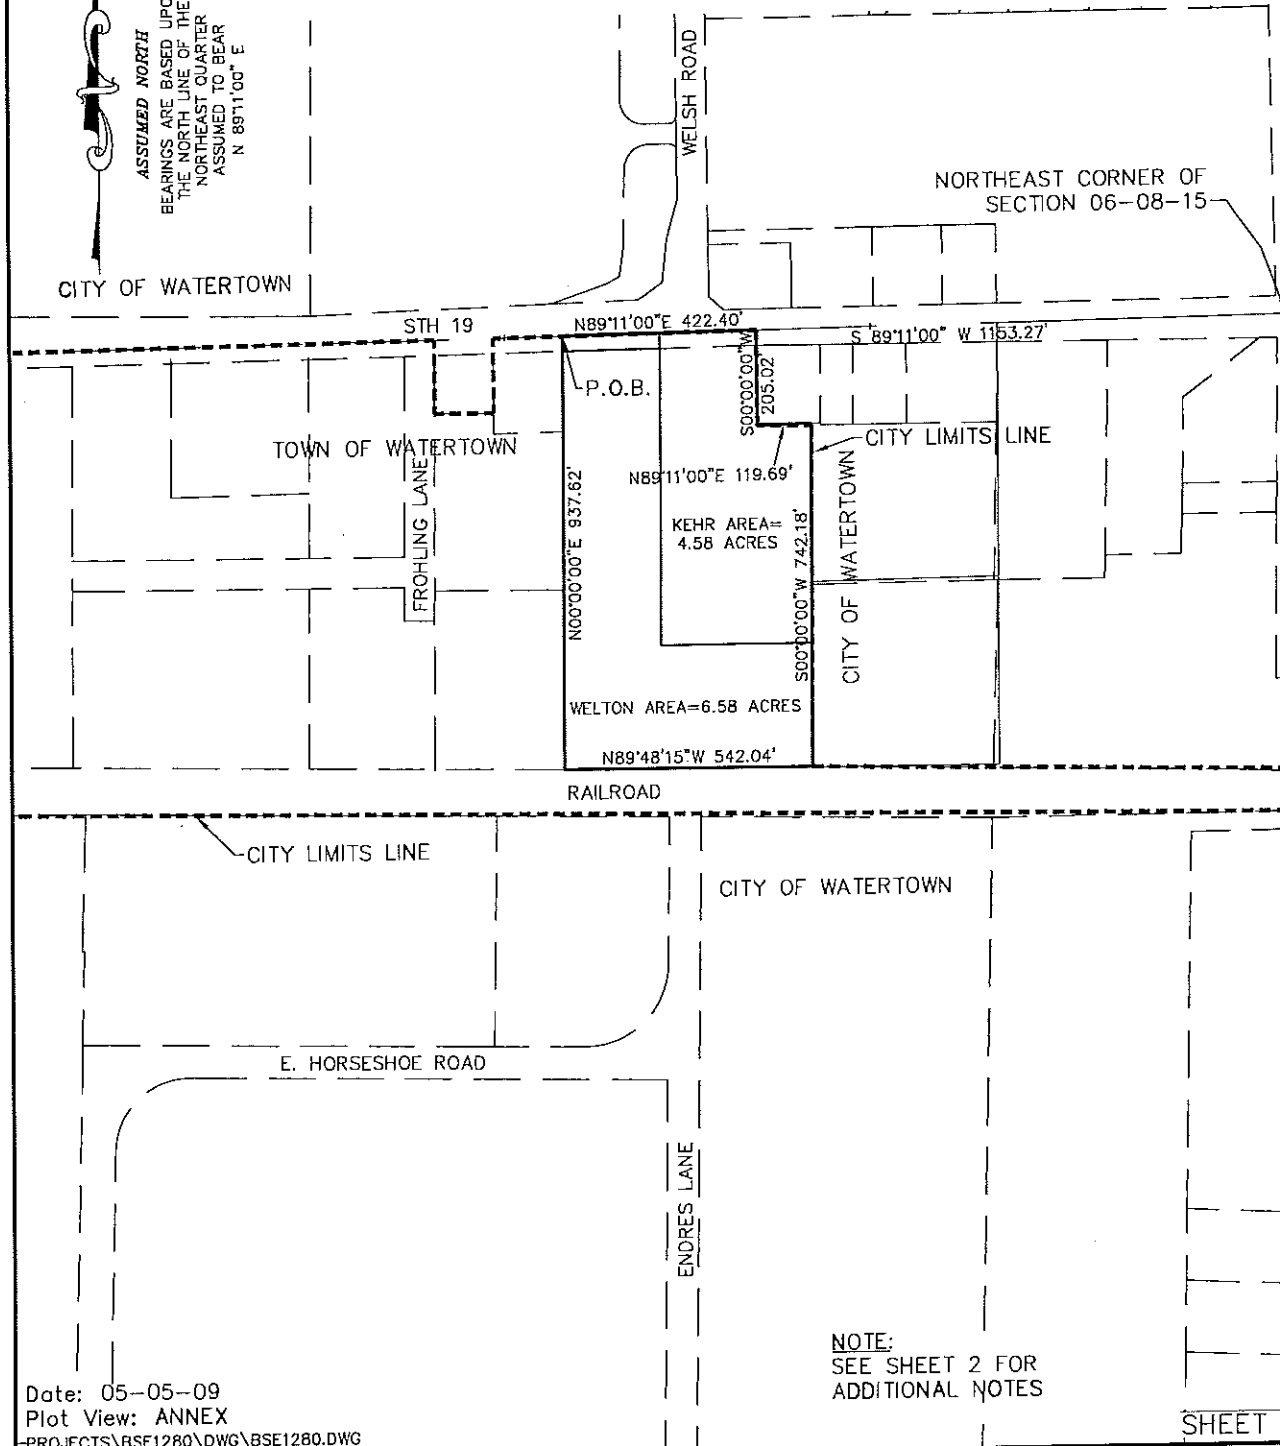 ASSUMED NORTH
BEARINGS ARE BASED UPO
THE NORTH LINE OF THE
NORTHEAST QUARTER
ASSUMED TO BEAR
N 89°11'00" E
WELSH ROAD
NORTHEAST CORNER OF
SECTION 06-08-15
CITY OF WATERTOWN
STH 19
N89°11'00"E 422.40'
S 89°11'00" W 1153.27'
S00°00'00"W
205.02'
P.O.B.
TOWN OF WATERTOWN
CITY LIMITS LINE
N89°11'00"E 119.69'
FROHLING LANE
N00°00'00"E 937.62'
KEHR AREA=
4.58 ACRES
S00°00'00"W 742.18'
CITY OF WATERTOWN
WELTON AREA=6.58 ACRES
N89°48'15"W 542.04'
RAILROAD
CITY LIMITS LINE
CITY OF WATERTOWN
E. HORSESHOE ROAD
ENDRES LANE
NOTE:
SEE SHEET 2 FOR
ADDITIONAL NOTES
Date: 05-05-09
Plot View: ANNEX
-PROJECTS\BSE1280\DWG\BSE1280.DWG
SHEET